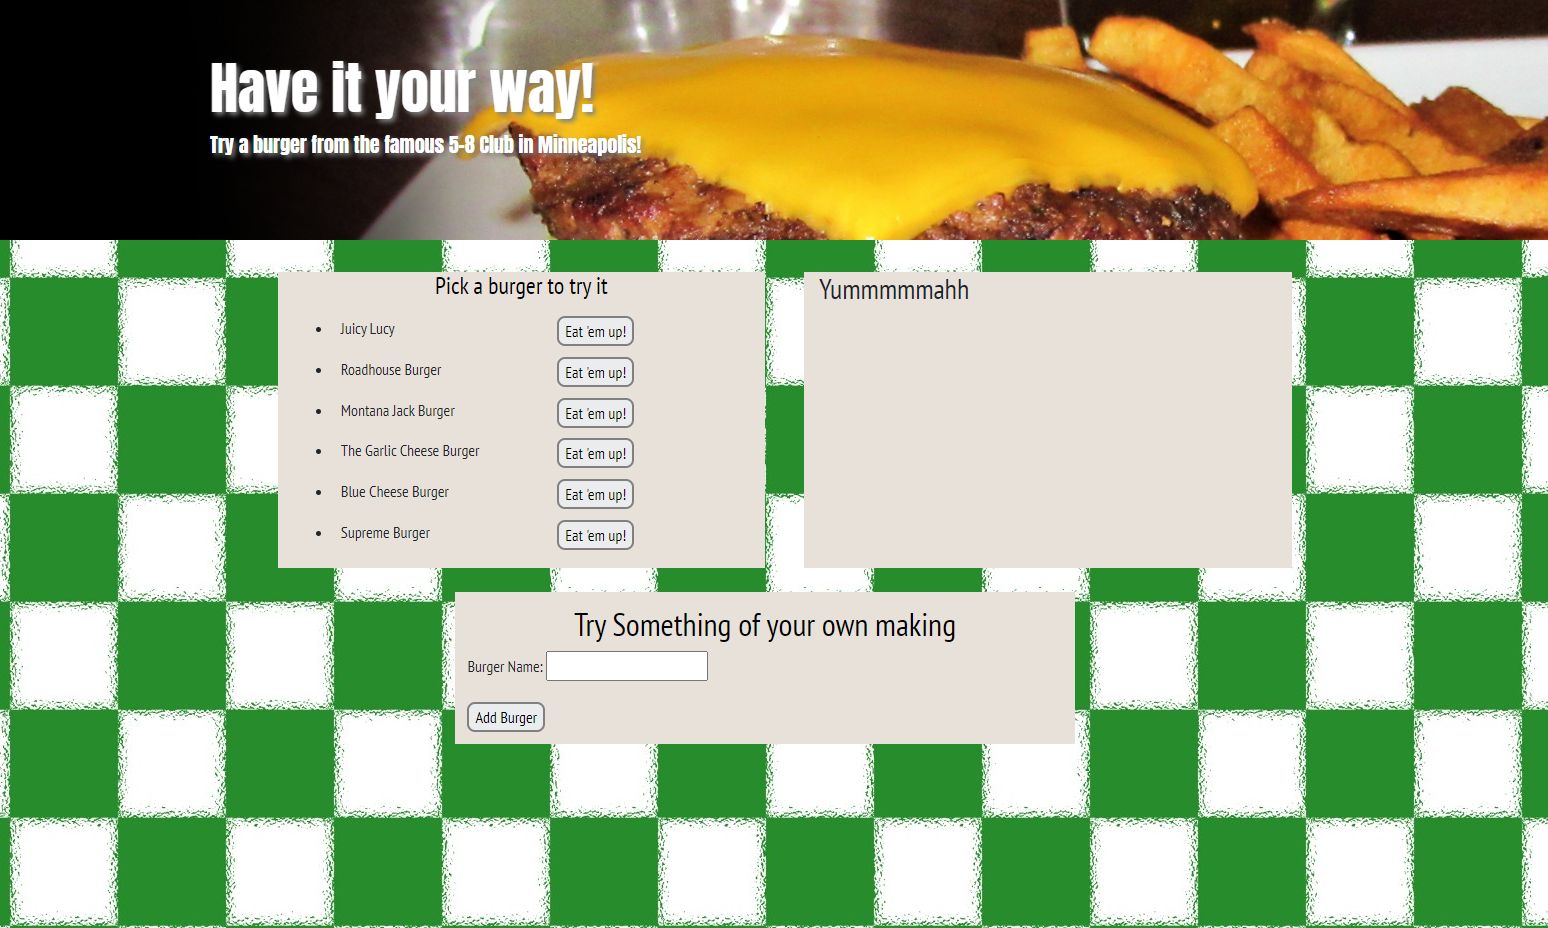 Have it your way!
Try a burger from the famous 5-8 Club in Minneapolis!
Pick a burger to try it
Juicy Lucy
Eat 'em up!
Roadhouse Burger
Eat 'em up!
Montana Jack Burger
Eat 'em up!
The Garlic Cheese Burger
Eat 'em up!
Blue Cheese Burger
Eat 'em up!
Supreme Burger
Eat 'em up!
Yummmmmahh
Try Something of your own making
Burger Name:
Add Burger